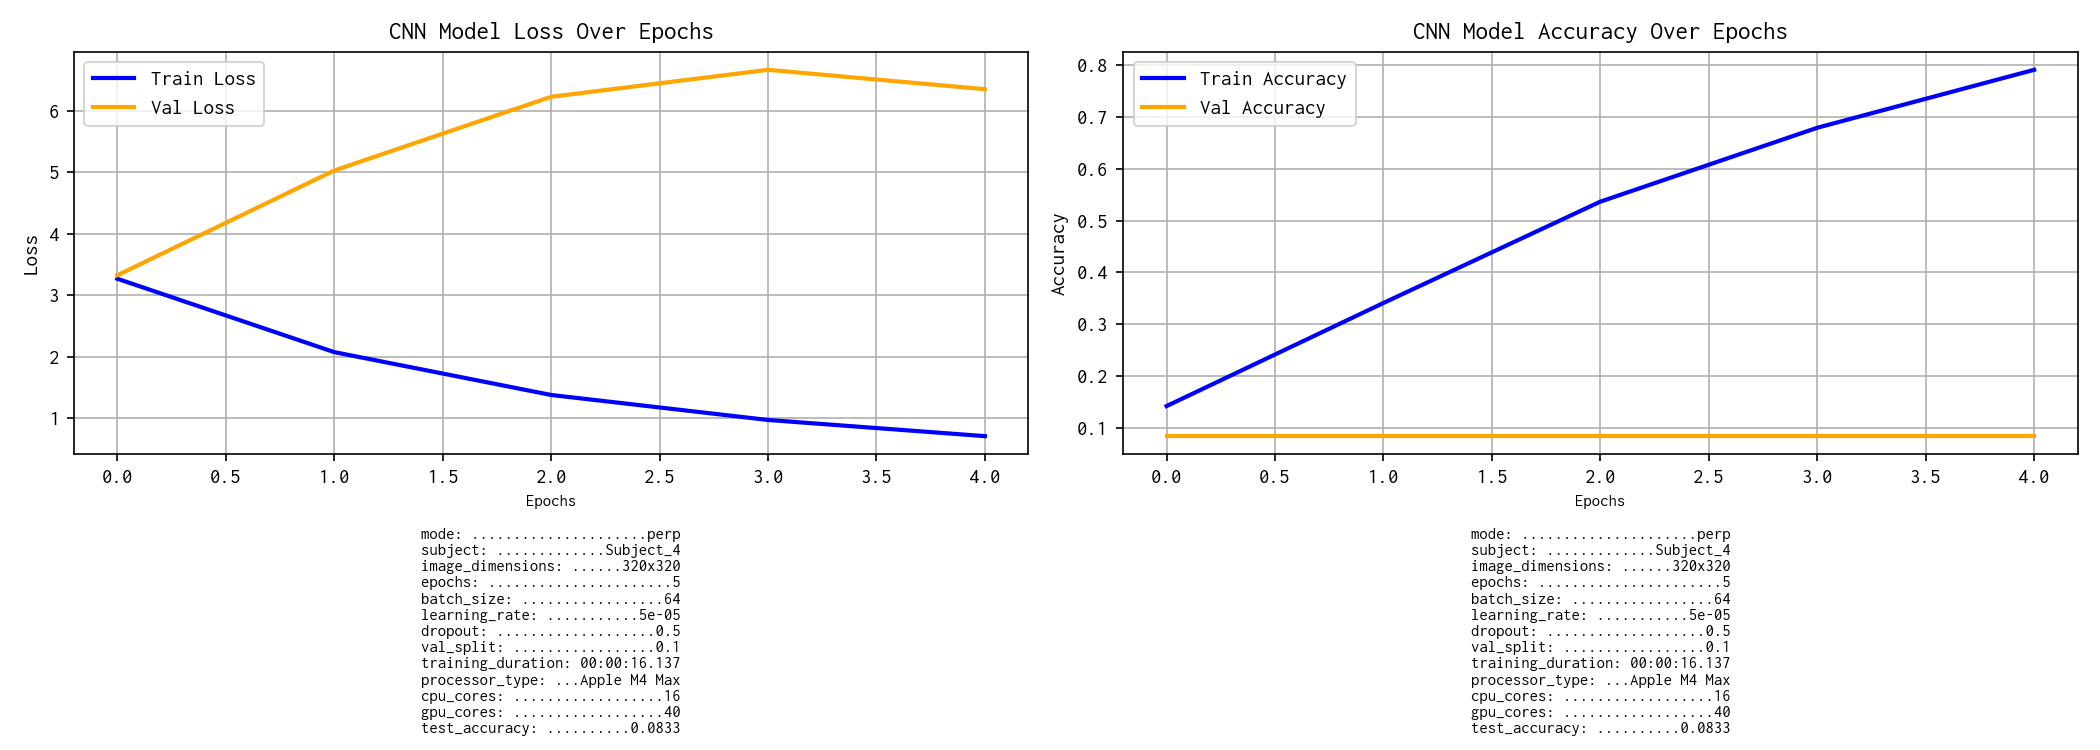 CNN Model Loss Over Epochs
Train Loss
Val Loss
Loss
6
5
4
3
2
1
0.0 0.5 1.0 1.5 2.0 2.5 3.0 3.5 4.0
Epochs
mode: .....................perp
subject: .............Subject_4
image_dimensions: ......320x320
epochs: ......................5
batch_size: .................64
learning_rate: ...........5e-05
dropout: ...................0.5
val_split: .................0.1
training_duration: 00:00:16.137
processor_type: ...Apple M4 Max
cpu_cores: ..................16
gpu_cores: ..................40
test_accuracy: ..........0.0833
CNN Model Accuracy Over Epochs
Train Accuracy
Val Accuracy
Accuracy
0.8
0.7
0.6
0.5
0.4
0.3
0.2
0.1
0.0 0.5 1.0 1.5 2.0 2.5 3.0 3.5 4.0
Epochs
mode: .....................perp
subject: .............Subject_4
image_dimensions: ......320x320
epochs: ......................5
batch_size: .................64
learning_rate: ...........5e-05
dropout: ...................0.5
val_split: .................0.1
training_duration: 00:00:16.137
processor_type: ...Apple M4 Max
cpu_cores: ..................16
gpu_cores: ..................40
test_accuracy: ..........0.0833